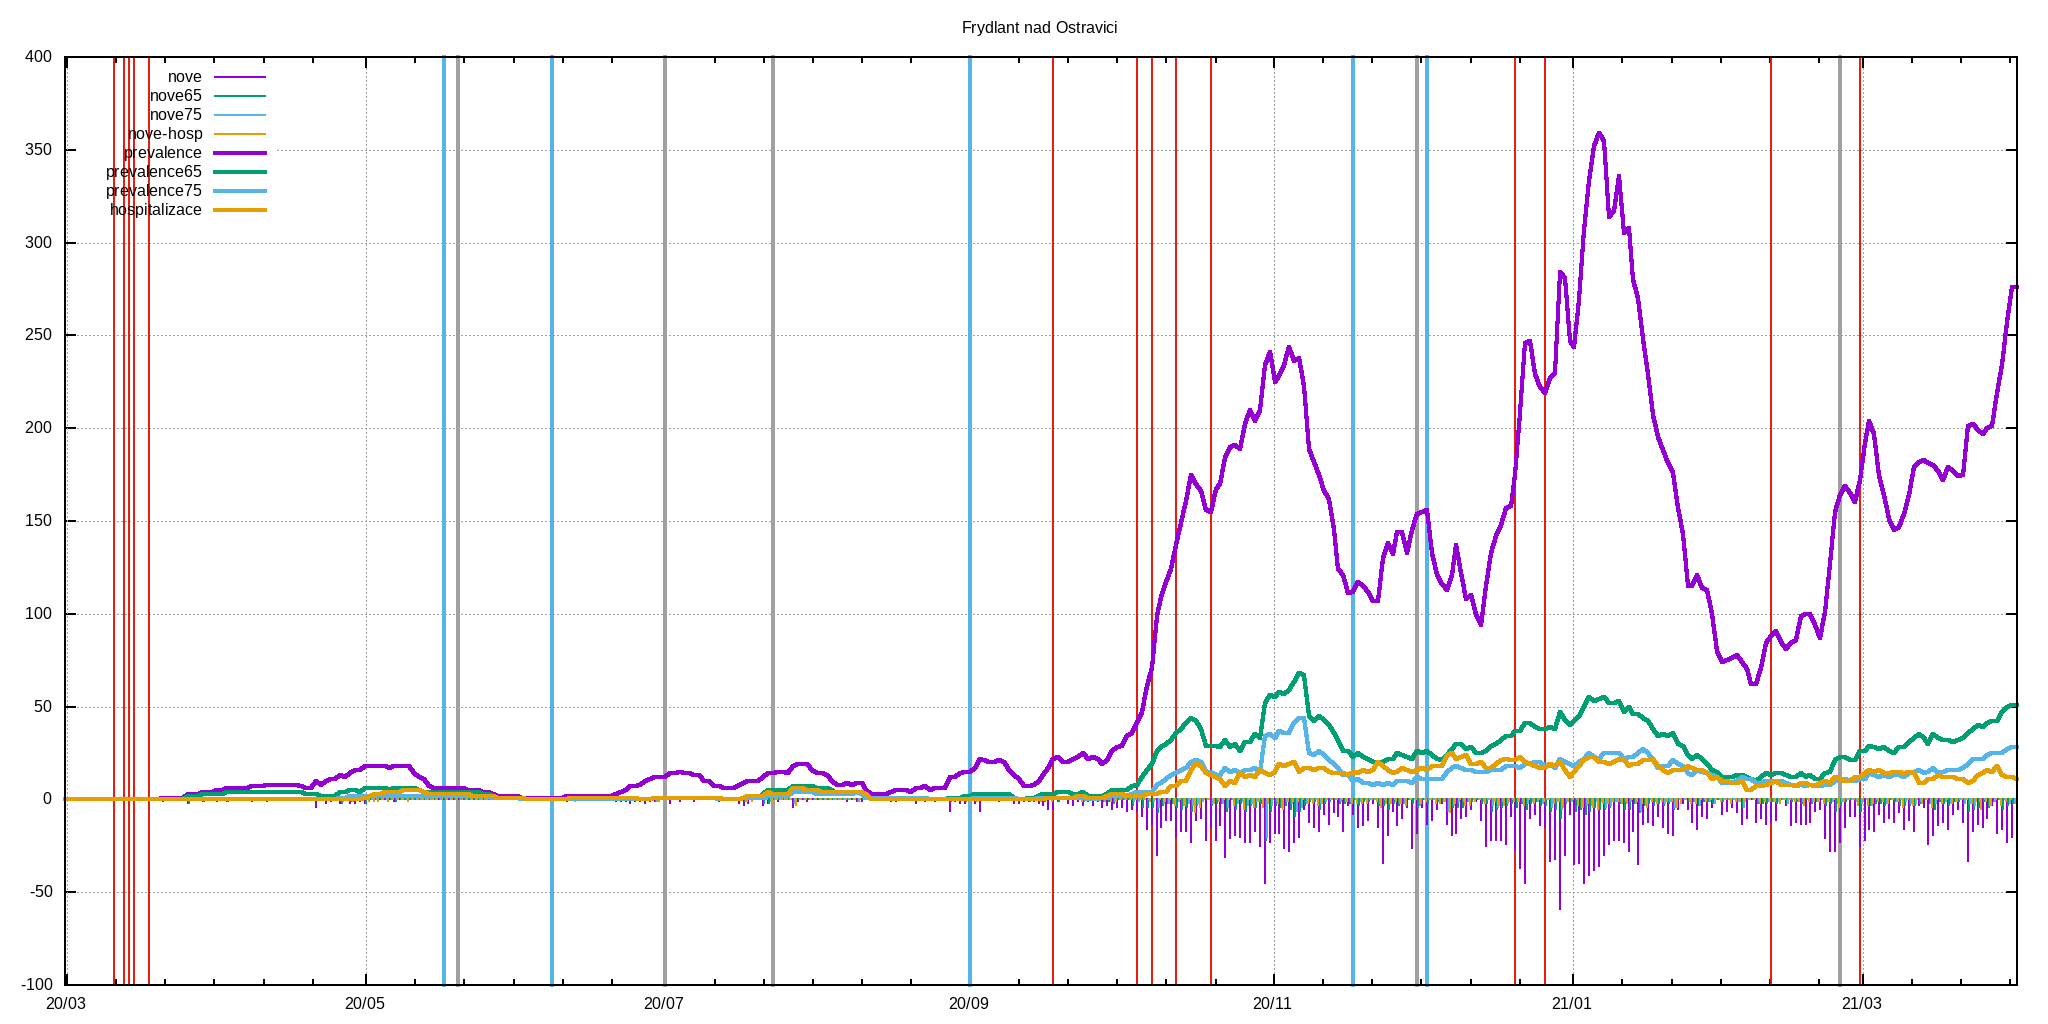 Frydlant nad Ostravici
400
350
300
250
200
150
100
50
0
-50
-100
nove
nove65
nove75
nove-hosp
prevalence
prevalence65
prevalence75
hospitalizace
20/03 20/05 20/07 20/09 20/11 21/01 21/03